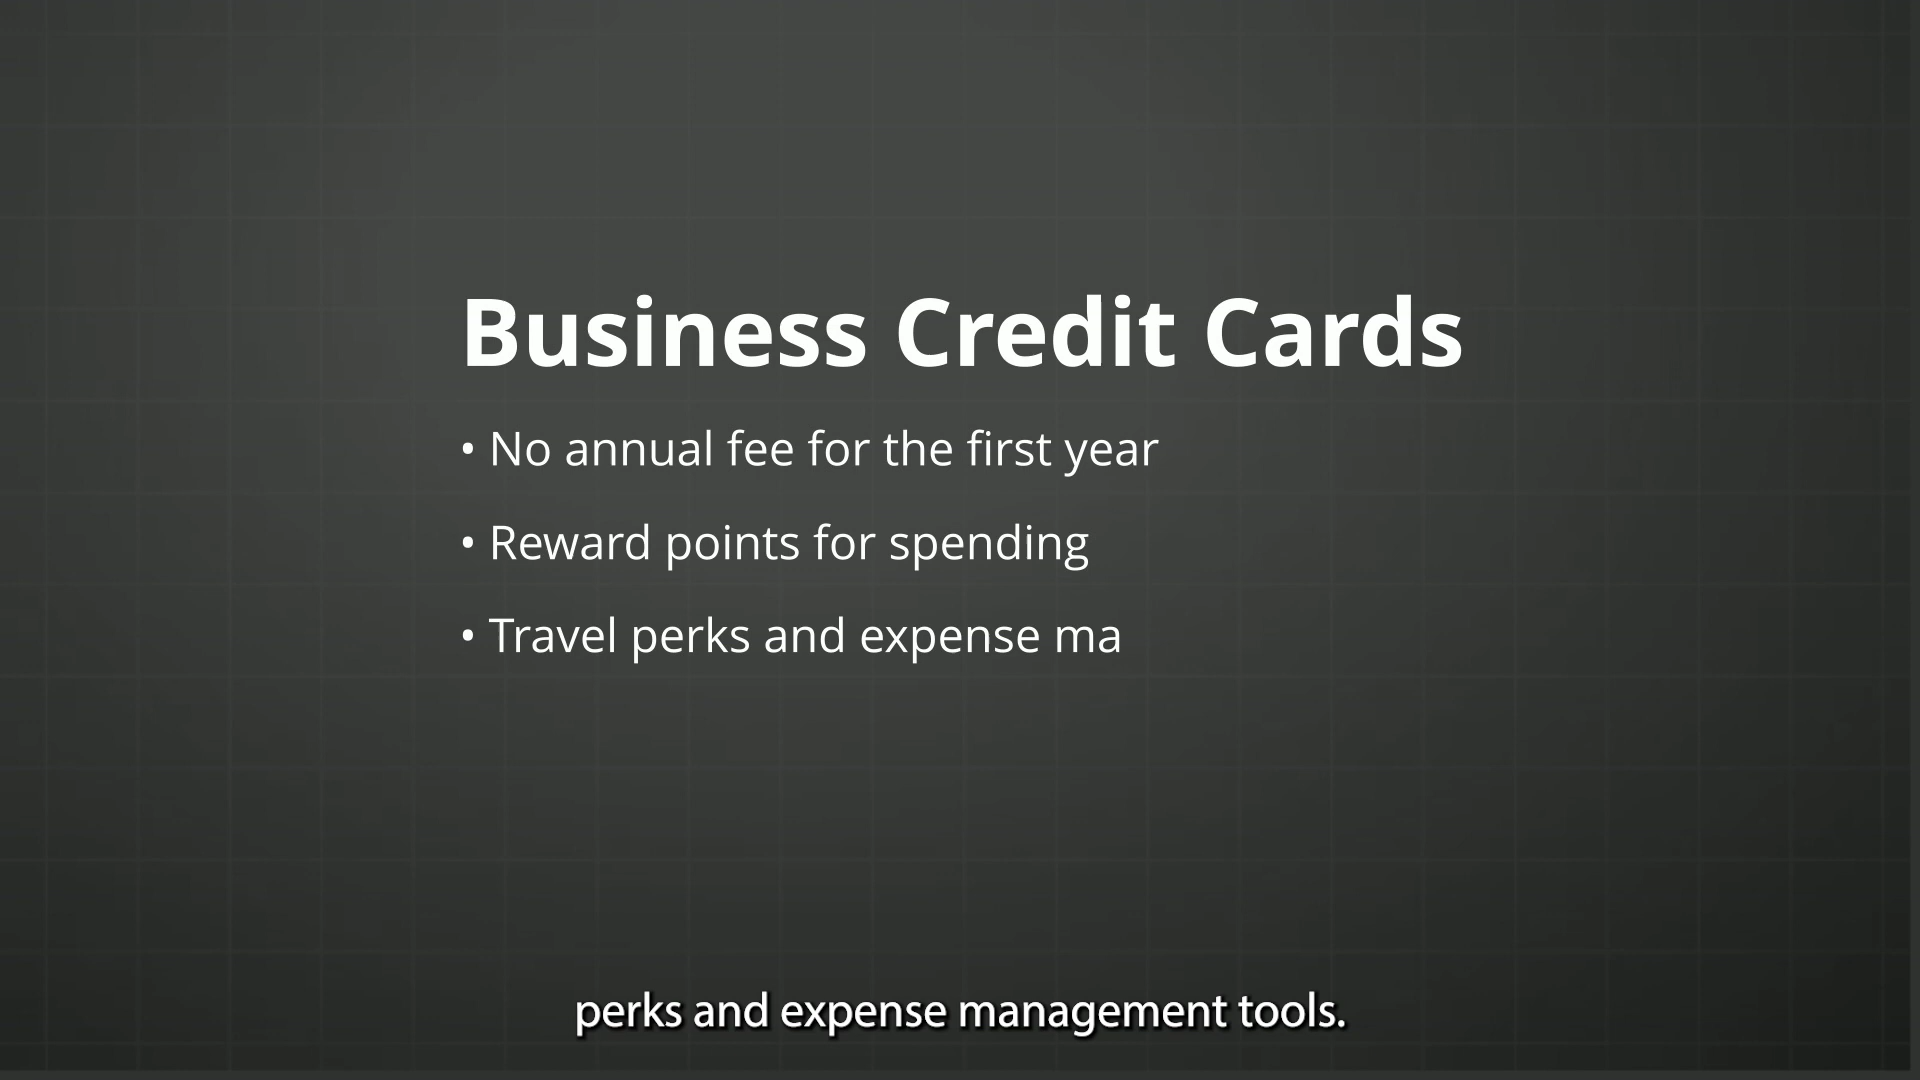 Business Credit Cards
• No annual fee for the first year
• Reward points for spending
• Travel perks and expense ma
perks and expense management tools.